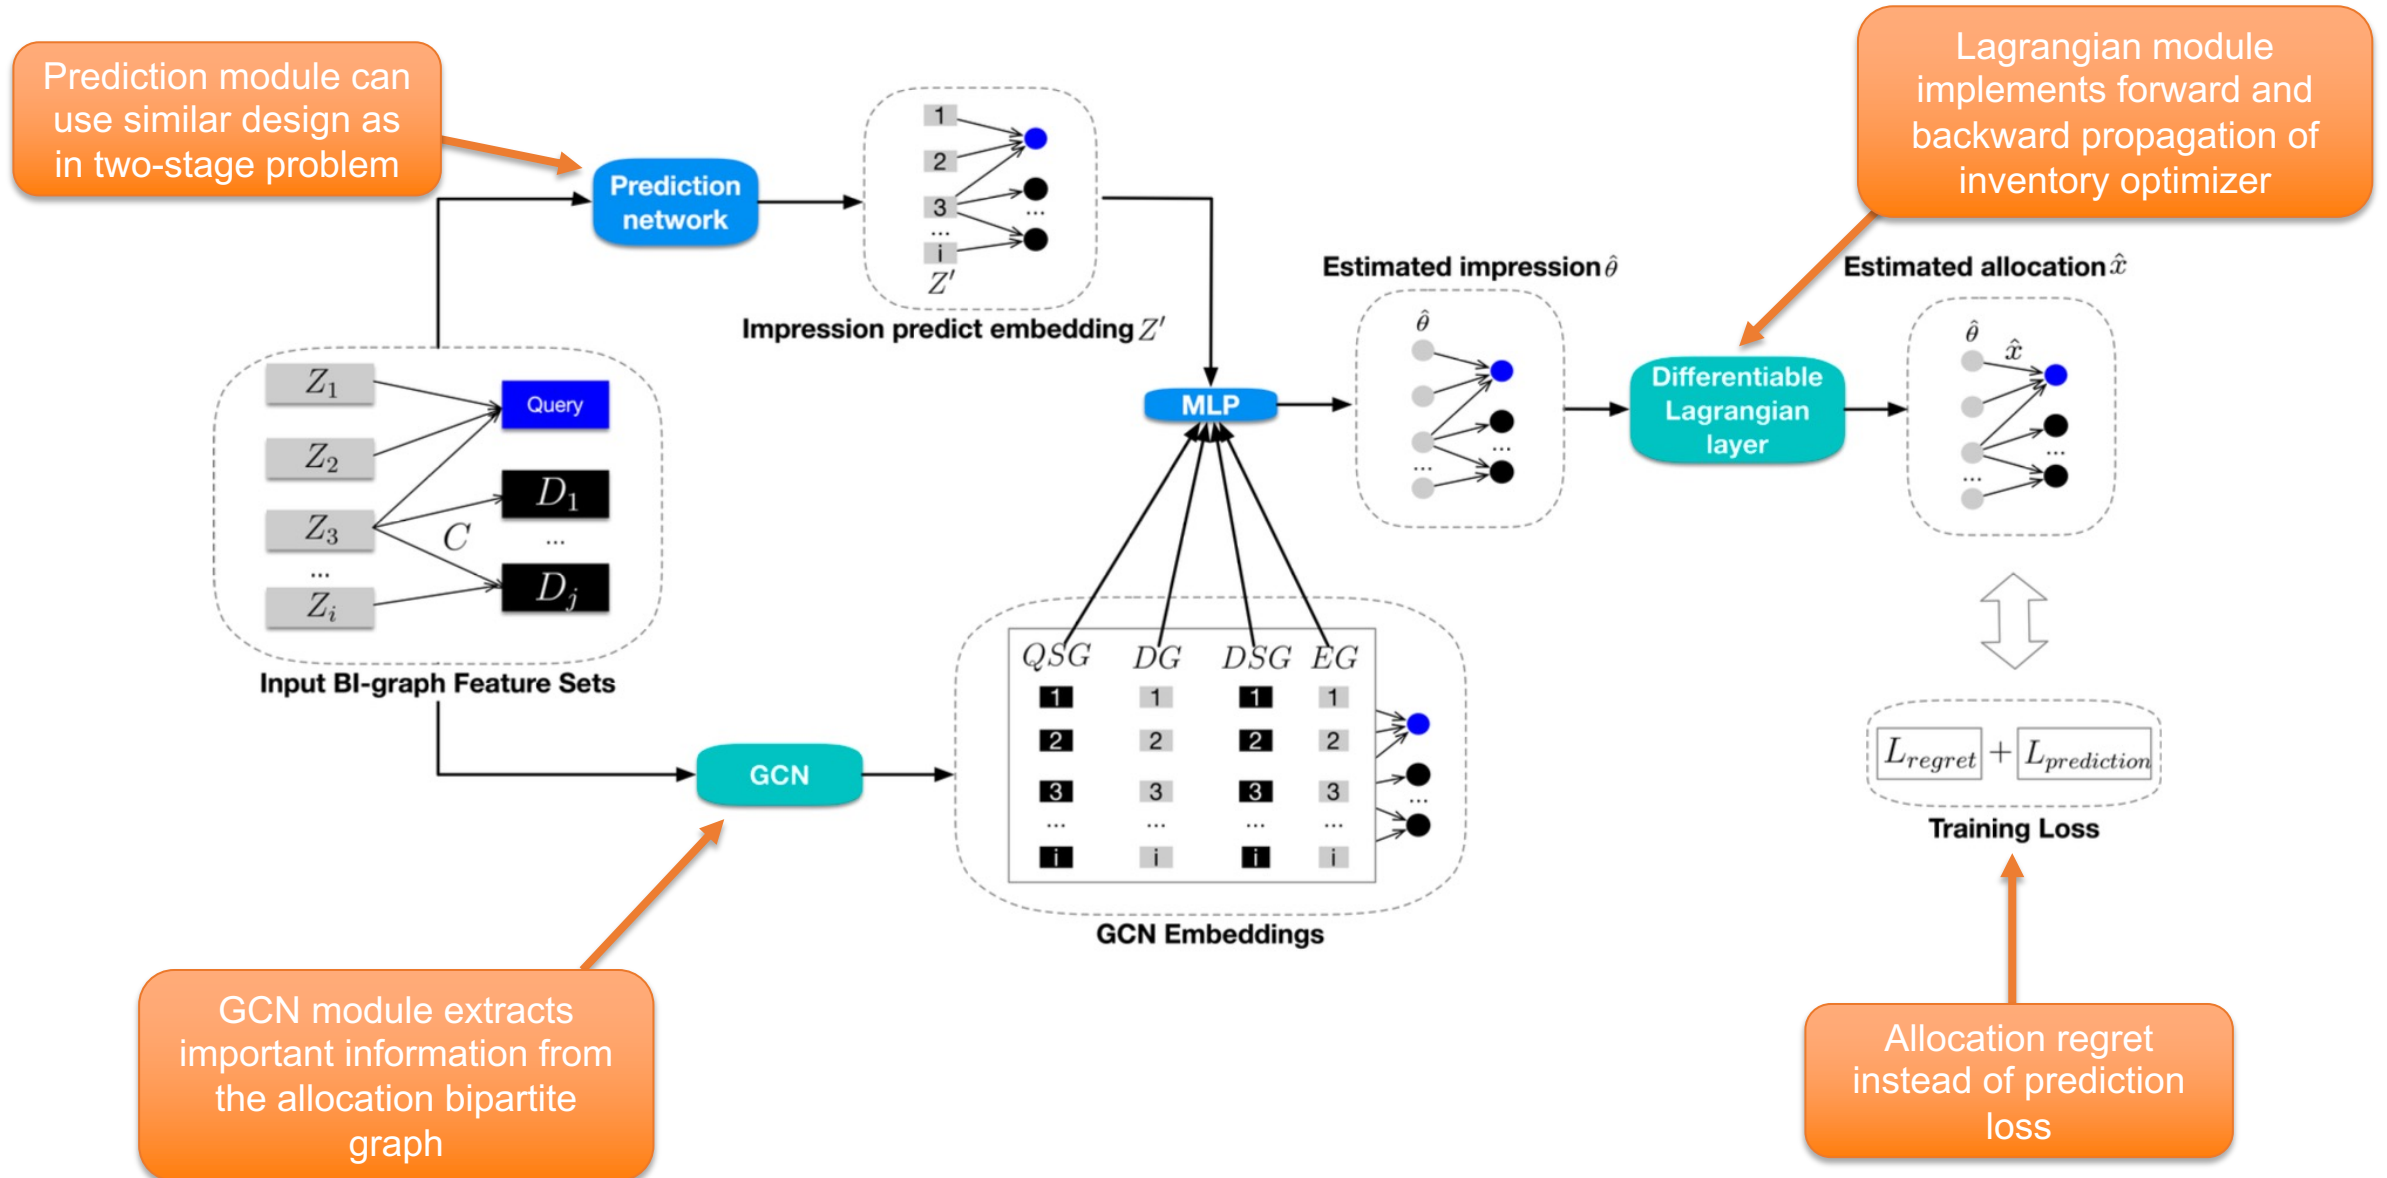 Prediction module can
use similar design as
in two-stage problem
Lagrangian module
implements forward and
backward propagation of
inventory optimizer
Prediction
network
1
2
3
...
i
Z′
...
Impression predict embedding Z′
Estimated impression θ̂
θ̂
...
...
Estimated allocation x̂
θ̂
x̂
...
...
Differentiable
Lagrangian
layer
MLP
Z₁
Z₂
Z₃
...
Zᵢ
C
Query
D₁
...
Dⱼ
Input BI-graph Feature Sets
GCN
QSG DG DSG EG
1 1 1 1
2 2 2 2
3 3 3 3
... ... ... ...
i i i i
...
GCN Embeddings
L_regret + L_prediction
Training Loss
GCN module extracts
important information from
the allocation bipartite
graph
Allocation regret
instead of prediction
loss